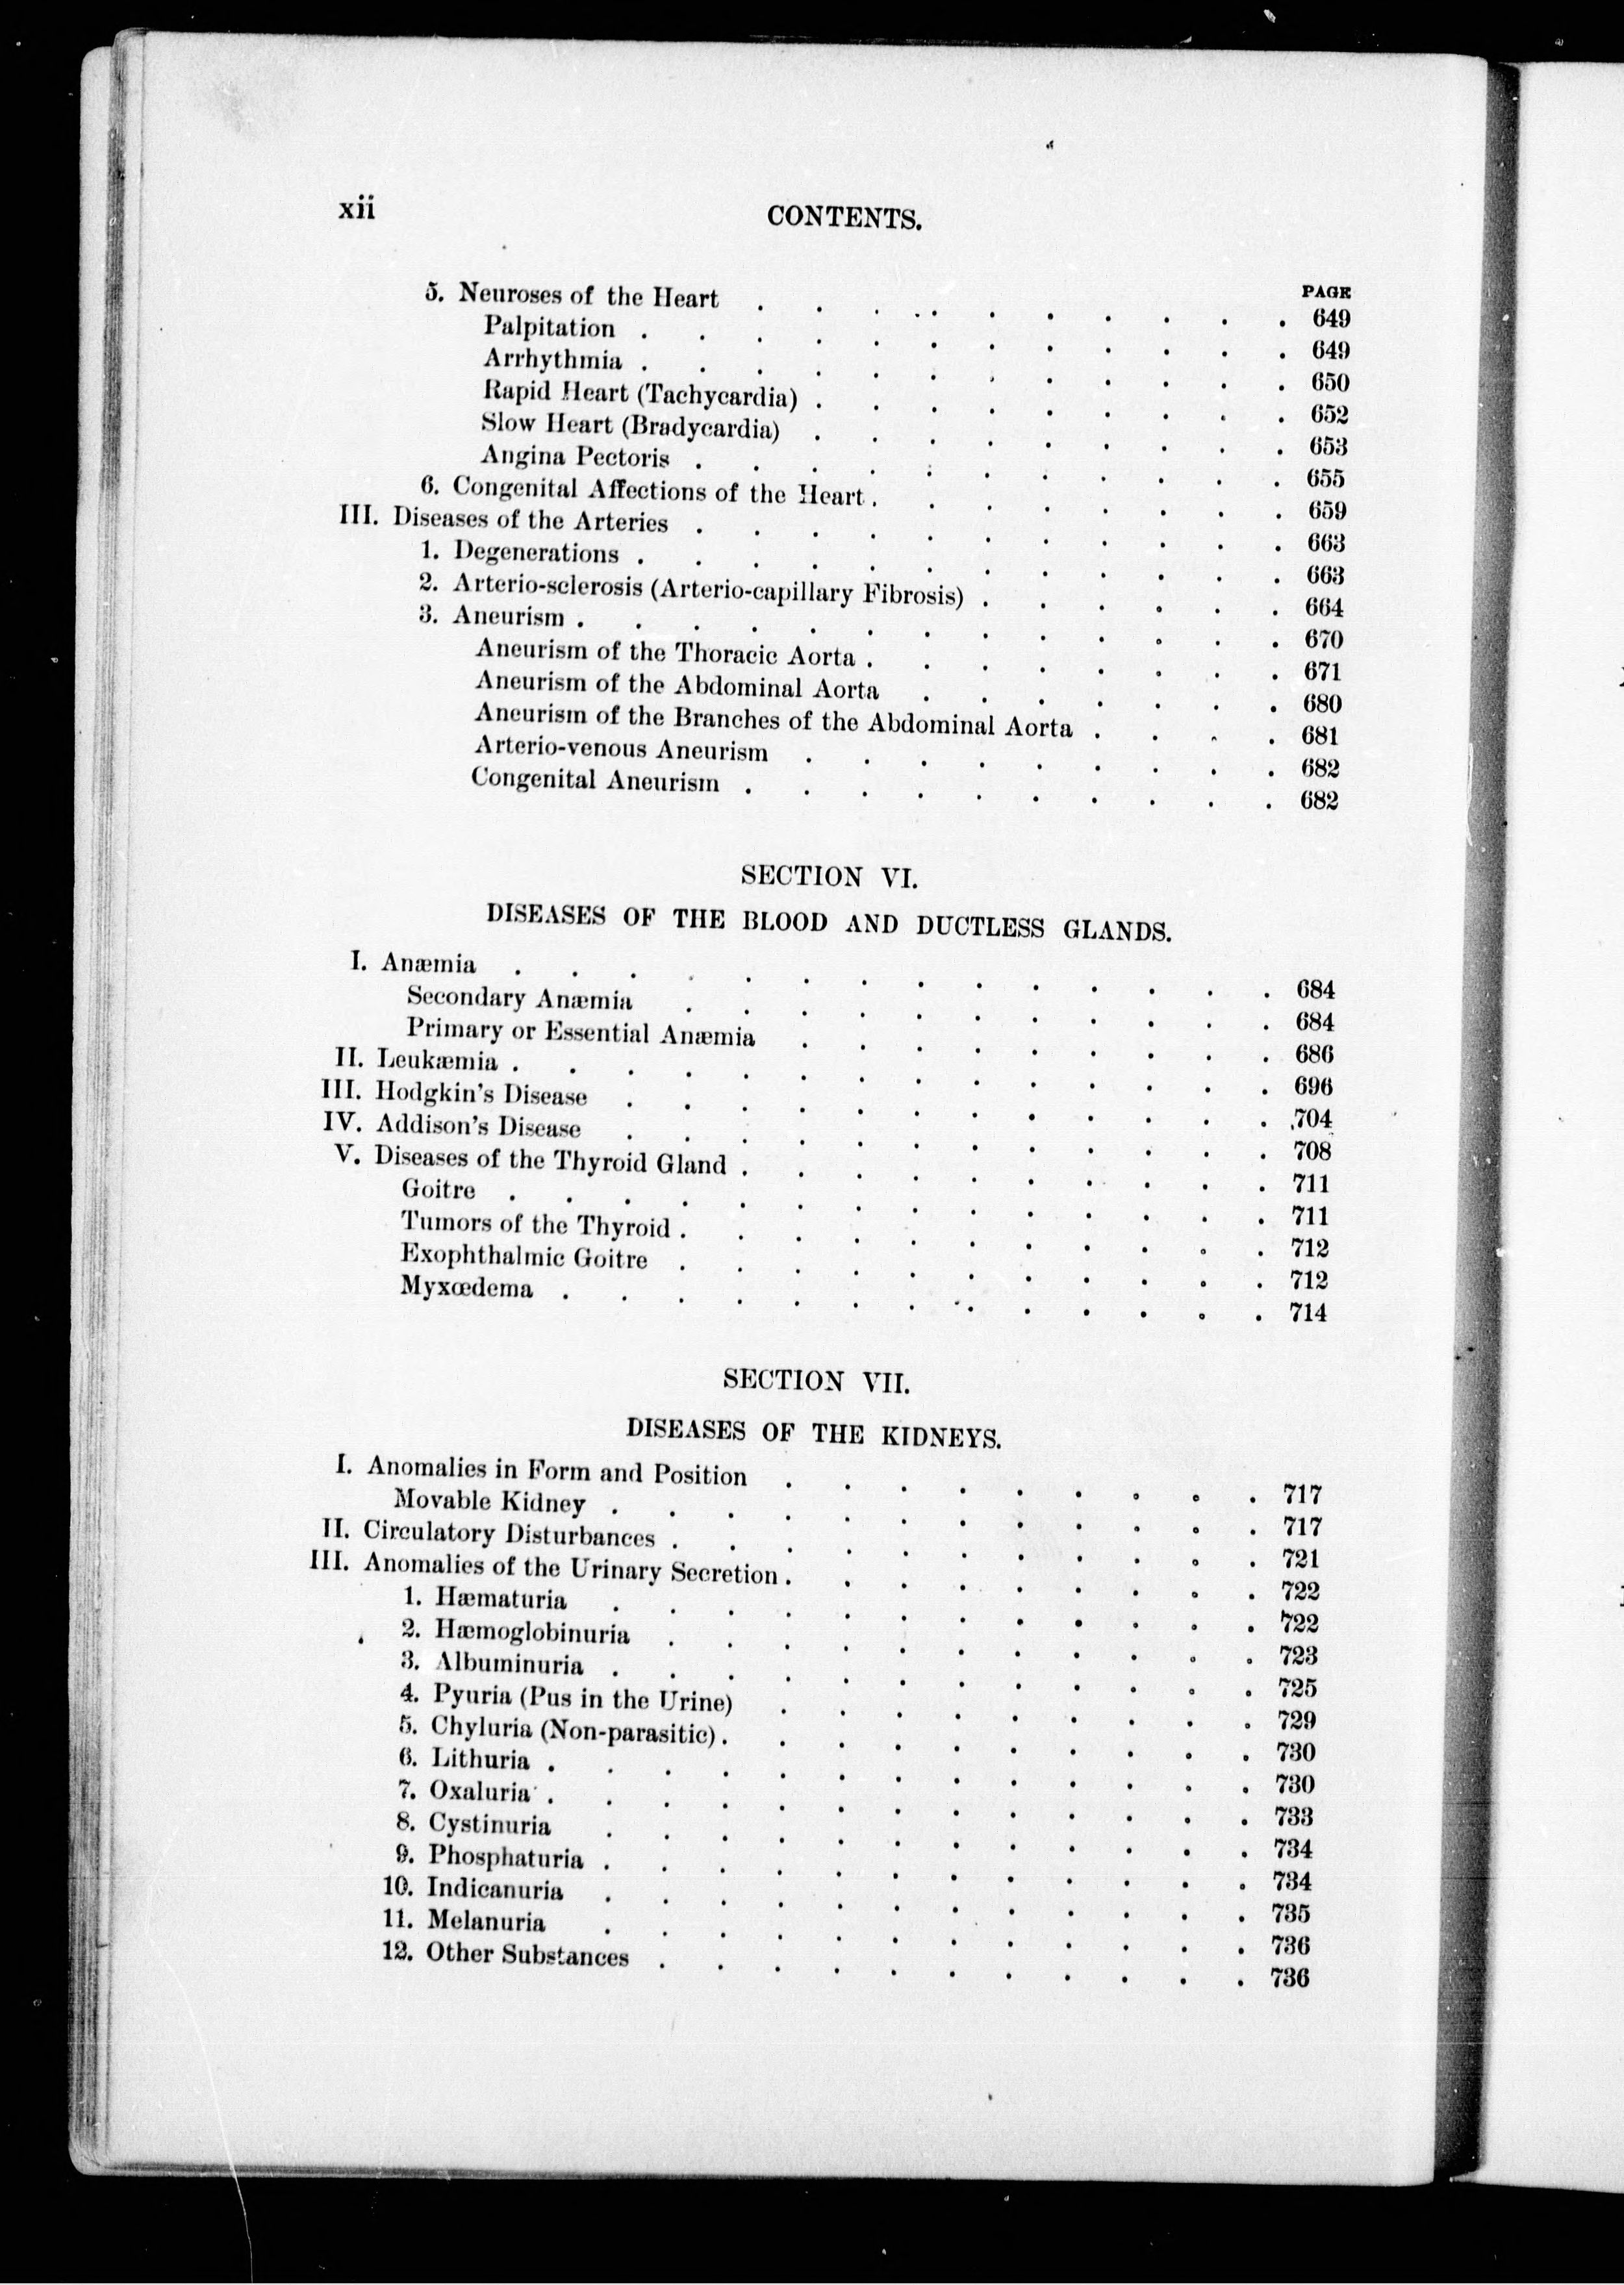 xii CONTENTS.
PAGE
5. Neuroses of the Heart . . . . . . . . . . 649
Palpitation . . . . . . . . . . . . 649
Arrhythmia . . . . . . . . . . . . 650
Rapid Heart (Tachycardia) . . . . . . . . . 652
Slow Heart (Bradycardia) . . . . . . . . . 653
Angina Pectoris . . . . . . . . . . . 655
6. Congenital Affections of the Heart . . . . . . . . 659
III. Diseases of the Arteries . . . . . . . . . . . 663
1. Degenerations . . . . . . . . . . . . 663
2. Arterio-sclerosis (Arterio-capillary Fibrosis) . . . . . . 664
3. Aneurism . . . . . . . . . . . . . 670
Aneurism of the Thoracic Aorta . . . . . . . . 671
Aneurism of the Abdominal Aorta . . . . . . . 680
Aneurism of the Branches of the Abdominal Aorta . . . . 681
Arterio-venous Aneurism . . . . . . . . . 682
Congenital Aneurism . . . . . . . . . . 682
SECTION VI.
DISEASES OF THE BLOOD AND DUCTLESS GLANDS.
I. Anæmia . . . . . . . . . . . . . . 684
Secondary Anæmia . . . . . . . . . . . 684
Primary or Essential Anæmia . . . . . . . . . 686
II. Leukæmia . . . . . . . . . . . . . . 696
III. Hodgkin's Disease . . . . . . . . . . . . 704
IV. Addison's Disease . . . . . . . . . . . . 708
V. Diseases of the Thyroid Gland . . . . . . . . . . 711
Goitre . . . . . . . . . . . . . . 711
Tumors of the Thyroid . . . . . . . . . . . 712
Exophthalmic Goitre . . . . . . . . . . . 712
Myxœdema . . . . . . . . . . . . . 714
SECTION VII.
DISEASES OF THE KIDNEYS.
I. Anomalies in Form and Position . . . . . . . . . 717
Movable Kidney . . . . . . . . . . . . 717
II. Circulatory Disturbances . . . . . . . . . . . 721
III. Anomalies of the Urinary Secretion . . . . . . . . . 722
1. Hæmaturia . . . . . . . . . . . . 722
2. Hæmoglobinuria . . . . . . . . . . . 723
3. Albuminuria . . . . . . . . . . . . 725
4. Pyuria (Pus in the Urine) . . . . . . . . . 729
5. Chyluria (Non-parasitic) . . . . . . . . . . 730
6. Lithuria . . . . . . . . . . . . . 730
7. Oxaluria . . . . . . . . . . . . . 733
8. Cystinuria . . . . . . . . . . . . 734
9. Phosphaturia . . . . . . . . . . . . 734
10. Indicanuria . . . . . . . . . . . . 735
11. Melanuria . . . . . . . . . . . . 736
12. Other Substances . . . . . . . . . . . 736